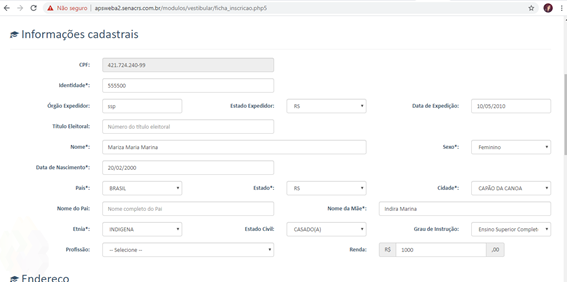 Não seguro | apsweba2.senacrs.com.br/modulos/vestibular/ficha_inscricao.php5
Informações cadastrais
CPF: 421.724.240-99
Identidade*: 555500
Órgão Expedidor: ssp Estado Expedidor: RS Data de Expedição: 10/05/2010
Título Eleitoral: Número do título eleitoral
Nome*: Mariza Maria Marina Sexo*: Feminino
Data de Nascimento*: 20/02/2000
País*: BRASIL Estado*: RS Cidade*: CAPÃO DA CANOA
Nome do Pai: Nome completo do Pai Nome da Mãe*: Indira Marina
Etnia*: INDIGENA Estado Civil: CASADO(A) Grau de Instrução: Ensino Superior Complet
Profissão: -- Selecione -- Renda: R$ 1000 ,00
Endereço